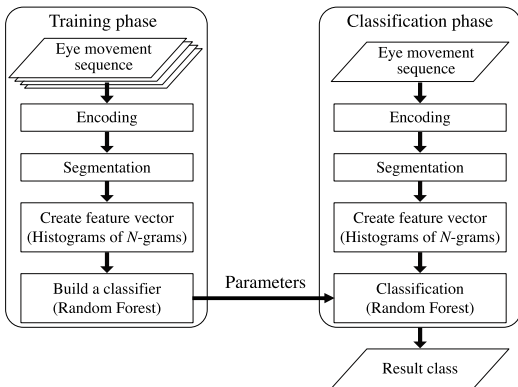 Training phase
Eye movement
sequence
Encoding
Segmentation
Create feature vector
(Histograms of N-grams)
Build a classifier
(Random Forest)
Parameters
Classification phase
Eye movement
sequence
Encoding
Segmentation
Create feature vector
(Histograms of N-grams)
Classification
(Random Forest)
Result class